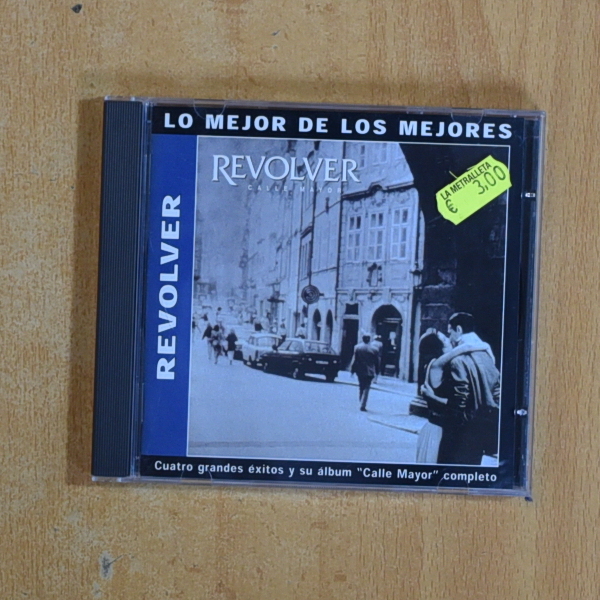 LO MEJOR DE LOS MEJORES
REVOLVER
REVOLVER
CALLE MAYOR
LA METRALLETA
€ 3,00
Cuatro grandes éxitos y su álbum "Calle Mayor" completo